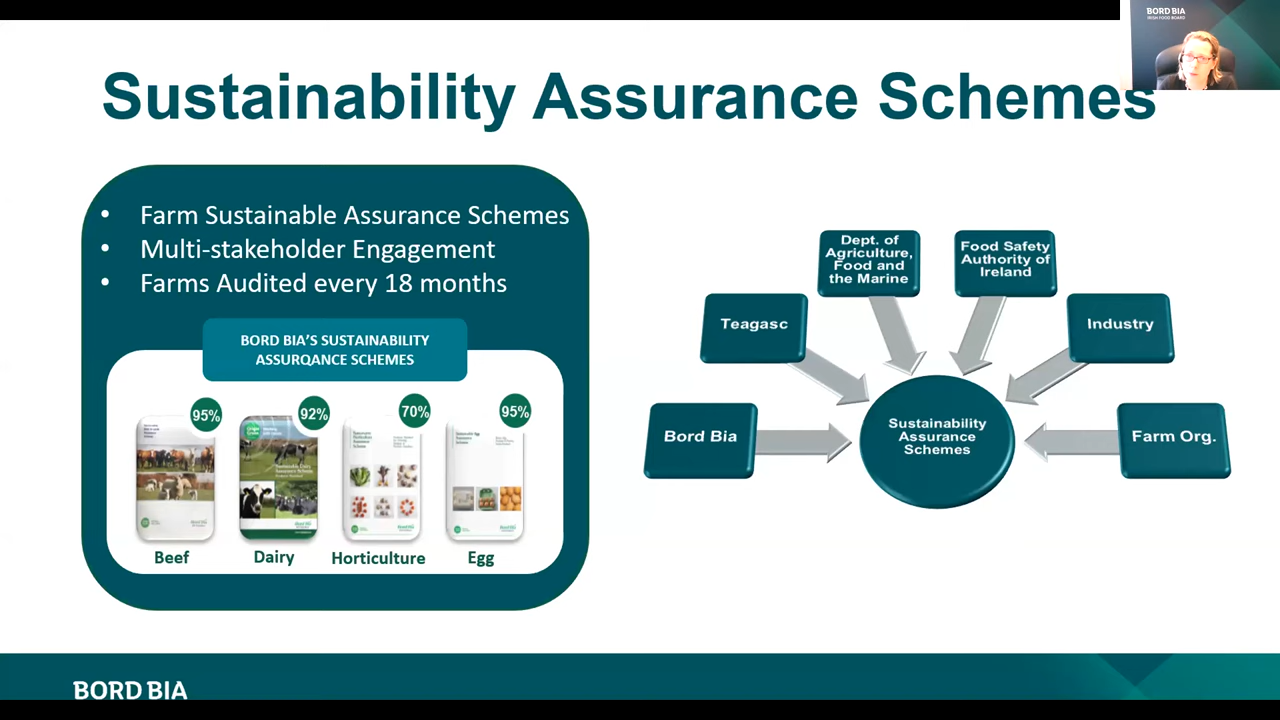 BORD BIA
IRISH FOOD BOARD
Sustainability Assurance Schemes
• Farm Sustainable Assurance Schemes
• Multi-stakeholder Engagement
• Farms Audited every 18 months
BORD BIA'S SUSTAINABILITY
ASSURQANCE SCHEMES
95%
92%
70%
95%
Beef
Dairy
Horticulture
Egg
Dept. of
Agriculture,
Food and
the Marine
Food Safety
Authority of
Ireland
Teagasc
Industry
Bord Bia
Farm Org.
Sustainability
Assurance
Schemes
BORD BIA